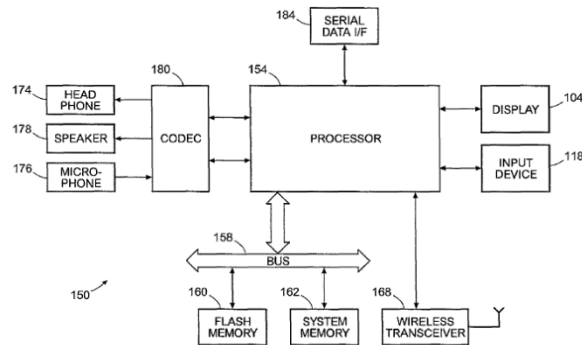 184
SERIAL
DATA I/F
174
HEAD
PHONE
180
CODEC
154
PROCESSOR
DISPLAY
104
178
SPEAKER
176
MICRO-
PHONE
INPUT
DEVICE
118
158
BUS
150
160
FLASH
MEMORY
162
SYSTEM
MEMORY
168
WIRELESS
TRANSCEIVER